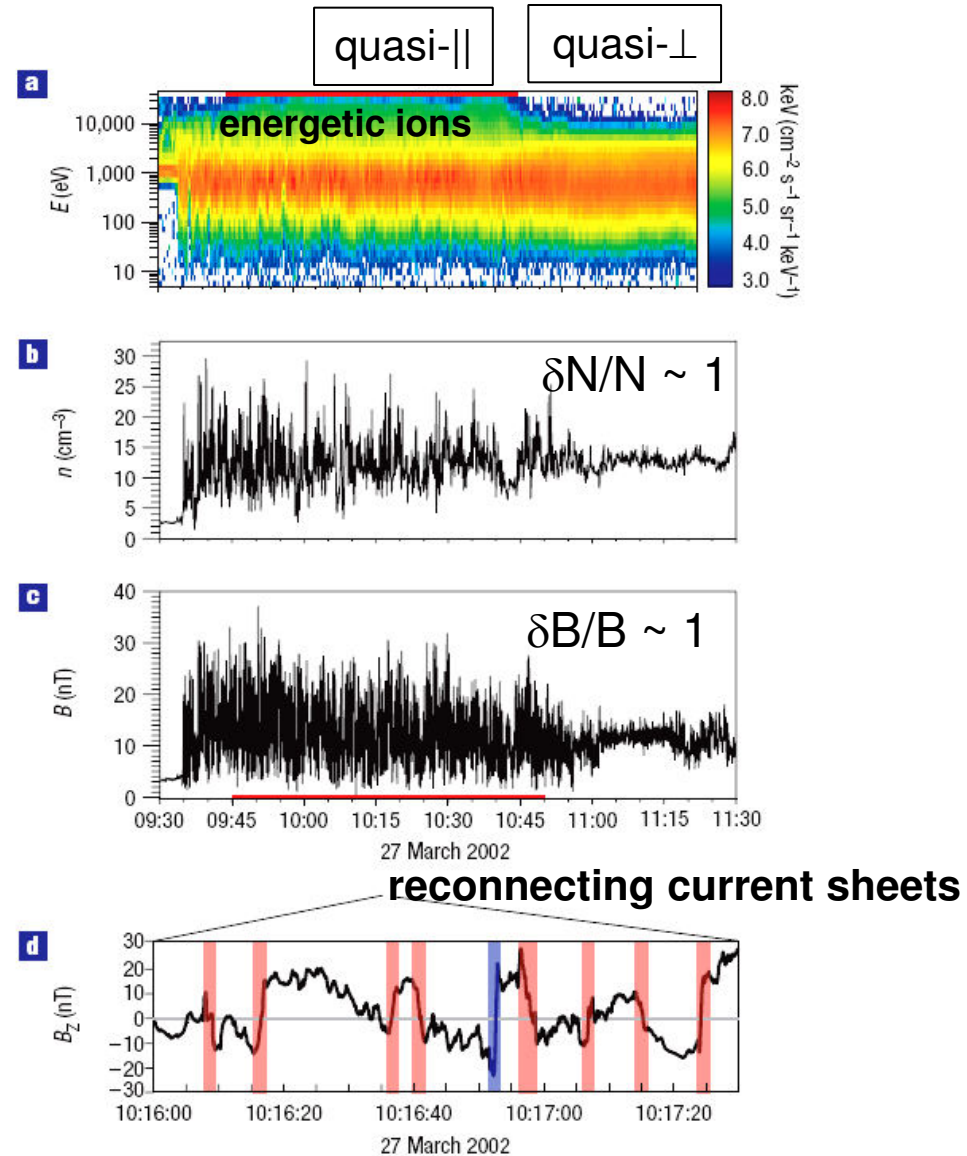 quasi-|| quasi-⊥
a
energetic ions
E (eV)
10,000
1,000
100
10
8.0
7.0
6.0
5.0
4.0
3.0
keV (cm⁻² s⁻¹ sr⁻¹ keV⁻¹)
b
δN/N ~ 1
n (cm⁻³)
30
25
20
15
10
5
0
c
δB/B ~ 1
B (nT)
40
30
20
10
0
09:30 09:45 10:00 10:15 10:30 10:45 11:00 11:15 11:30
27 March 2002
reconnecting current sheets
d
B_Z (nT)
30
20
10
0
−10
−20
−30
10:16:00 10:16:20 10:16:40 10:17:00 10:17:20
27 March 2002